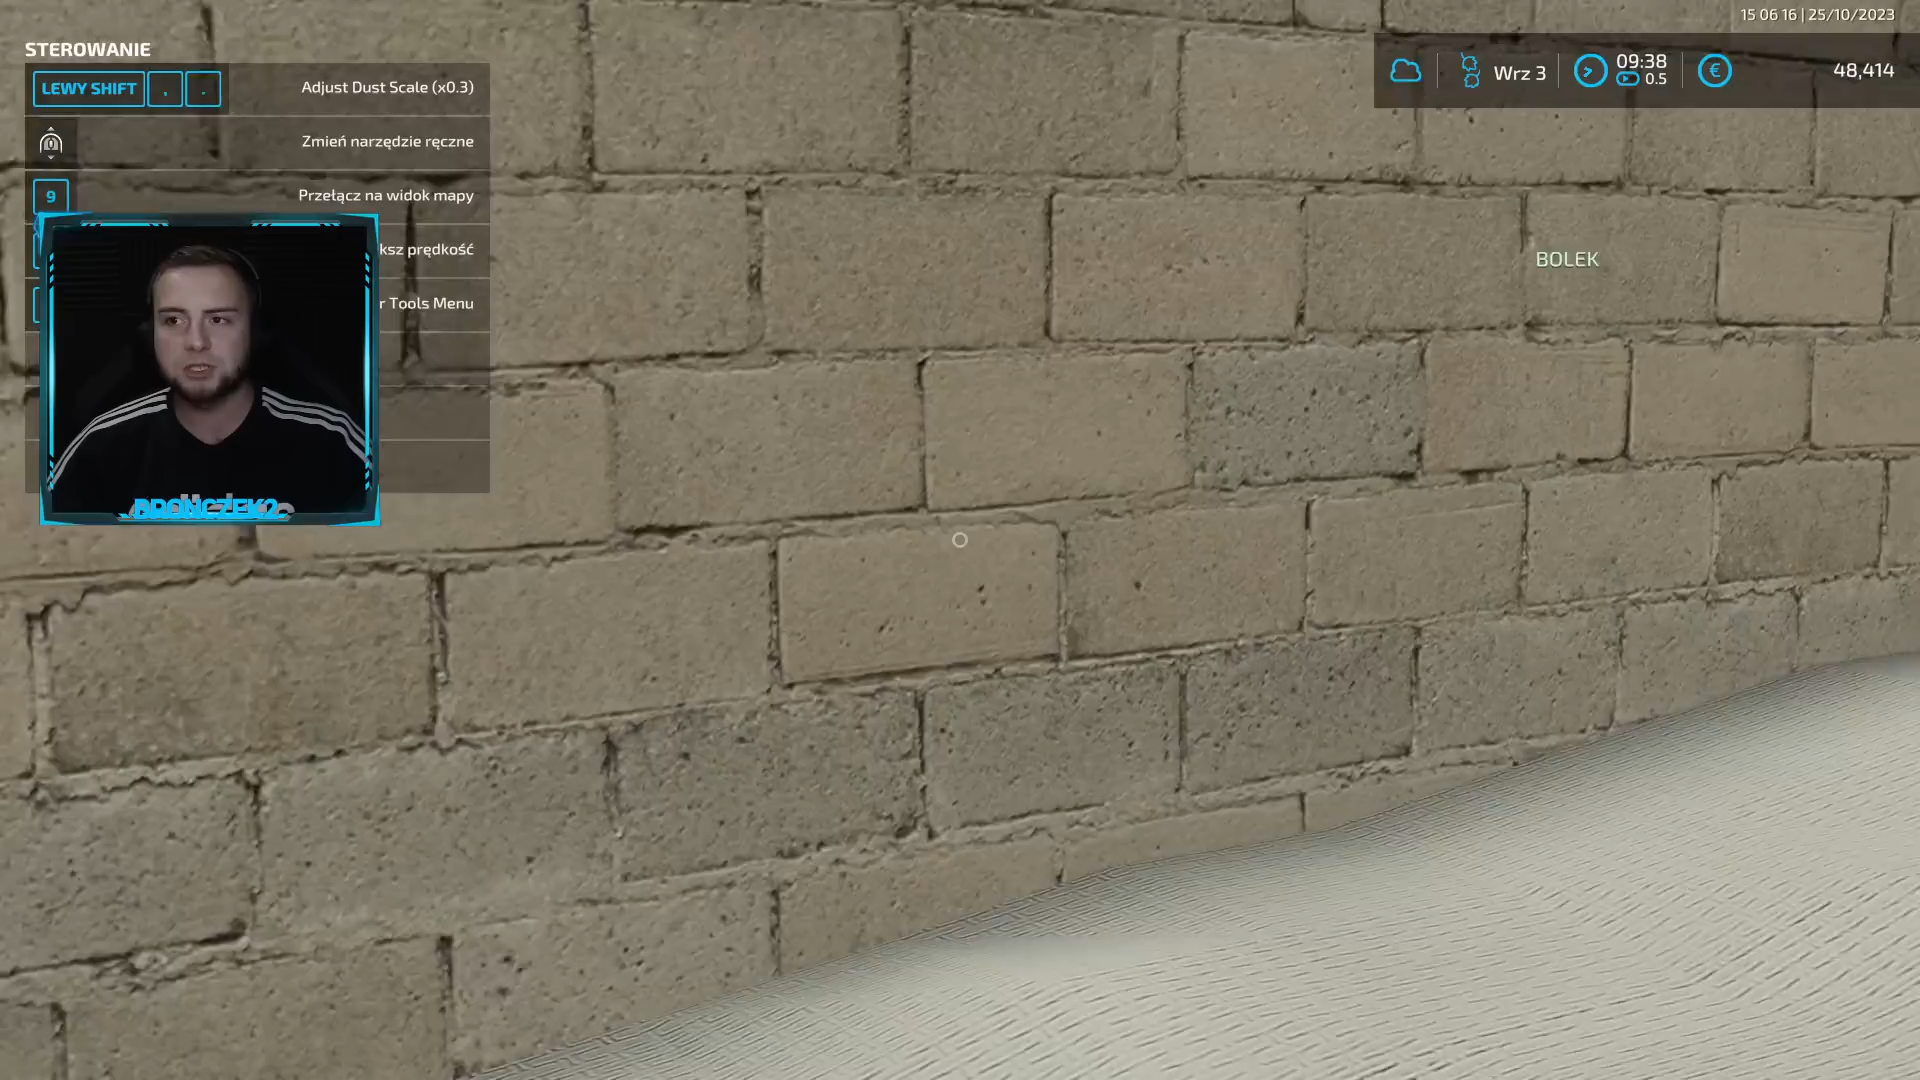 15 06 16 | 25/10/2023
STEROWANIE
LEWY SHIFT , . Adjust Dust Scale (x0.3)
Zmień narzędzie ręczne
9 Przełącz na widok mapy
ksz prędkość
r Tools Menu
Wrz 3
09:38
0.5
€ 48,414
BOLEK
BRONCZEK2